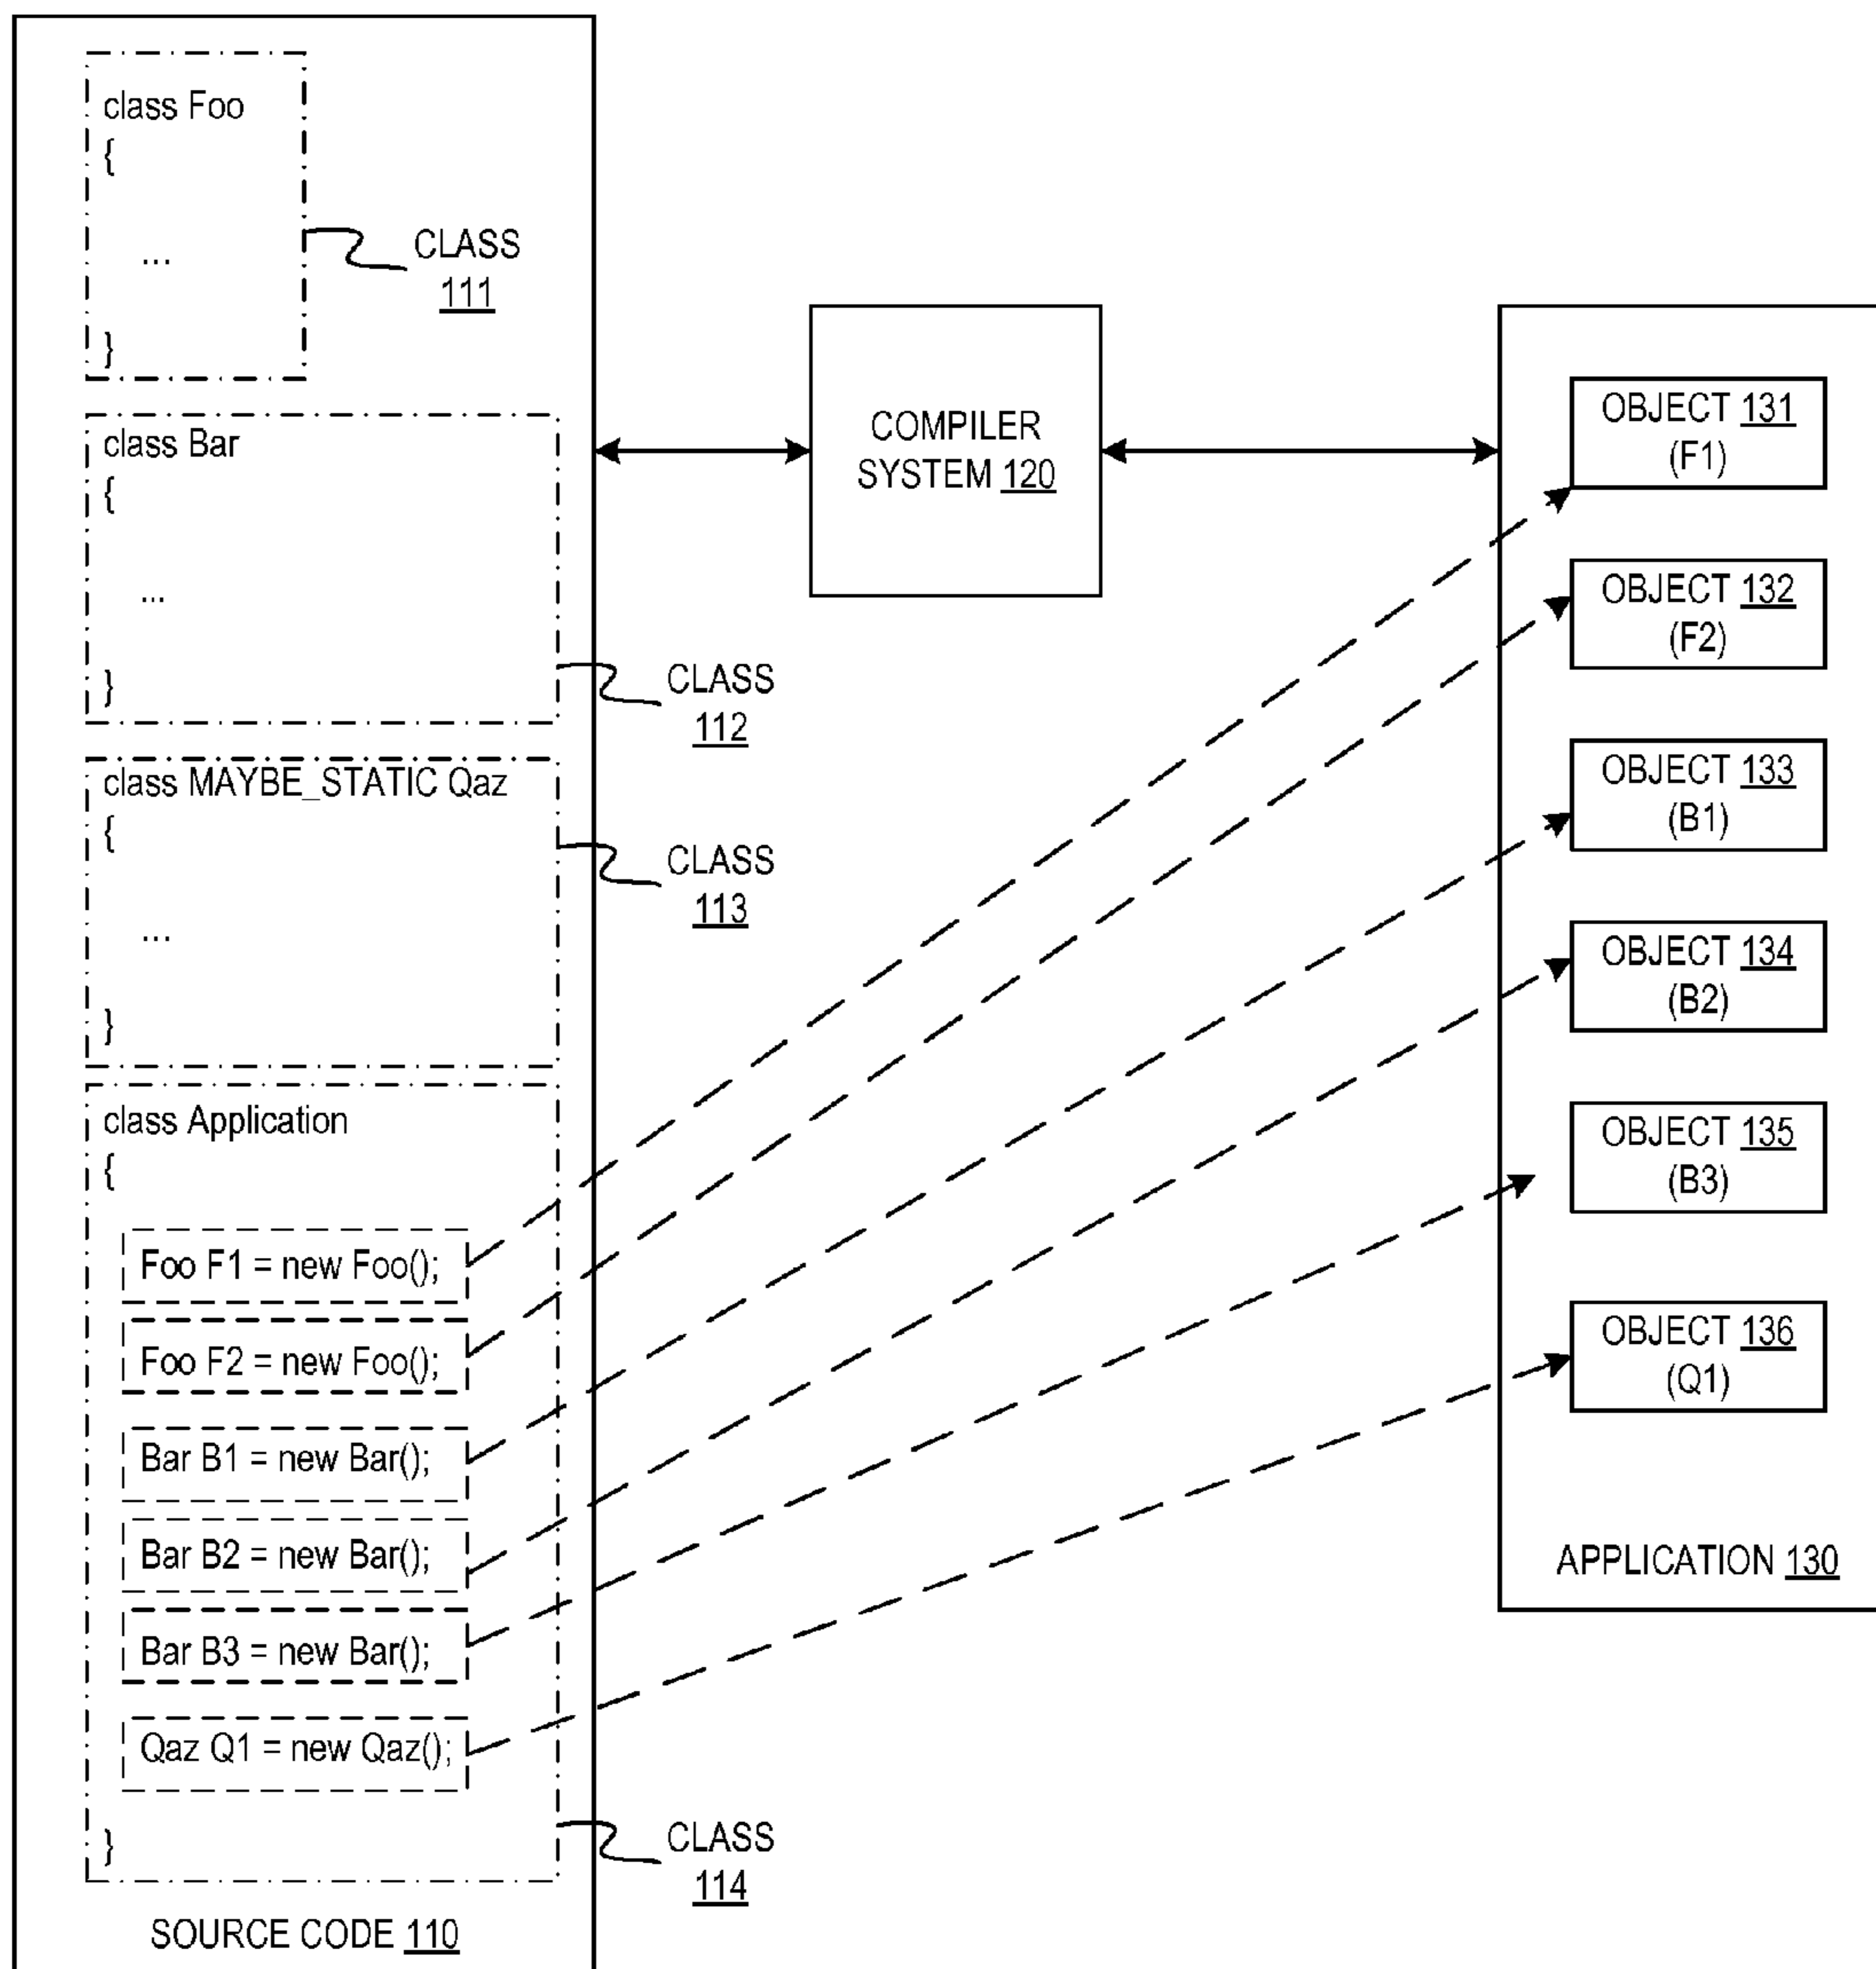 class Foo
{
...
}
CLASS
111
class Bar
{
...
}
CLASS
112
class MAYBE_STATIC Qaz
{
...
}
CLASS
113
class Application
{
Foo F1 = new Foo();
Foo F2 = new Foo();
Bar B1 = new Bar();
Bar B2 = new Bar();
Bar B3 = new Bar();
Qaz Q1 = new Qaz();
}
CLASS
114
SOURCE CODE 110
COMPILER
SYSTEM 120
OBJECT 131
(F1)
OBJECT 132
(F2)
OBJECT 133
(B1)
OBJECT 134
(B2)
OBJECT 135
(B3)
OBJECT 136
(Q1)
APPLICATION 130